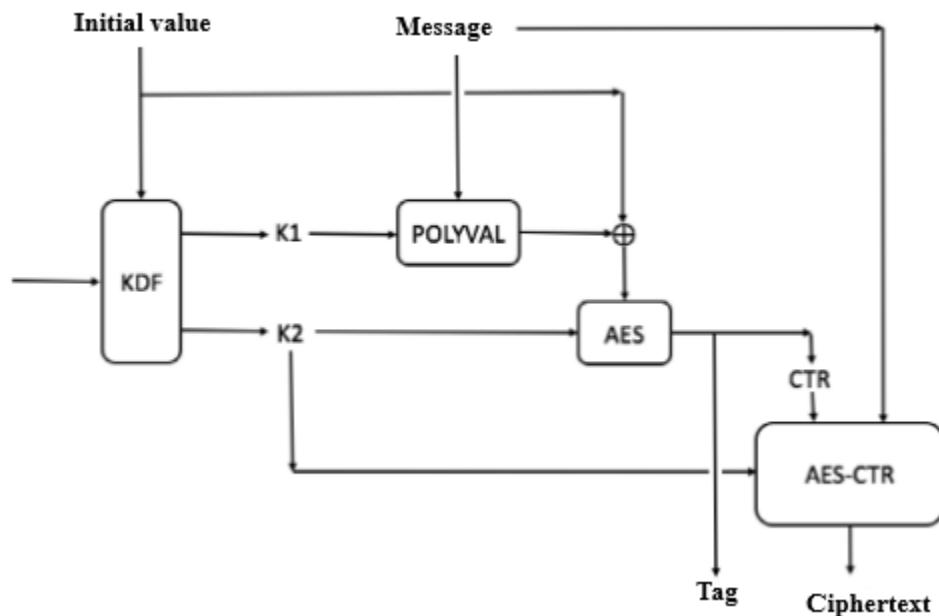 Initial value
Message
K1
POLYVAL
KDF
K2
AES
CTR
AES-CTR
Tag
Ciphertext